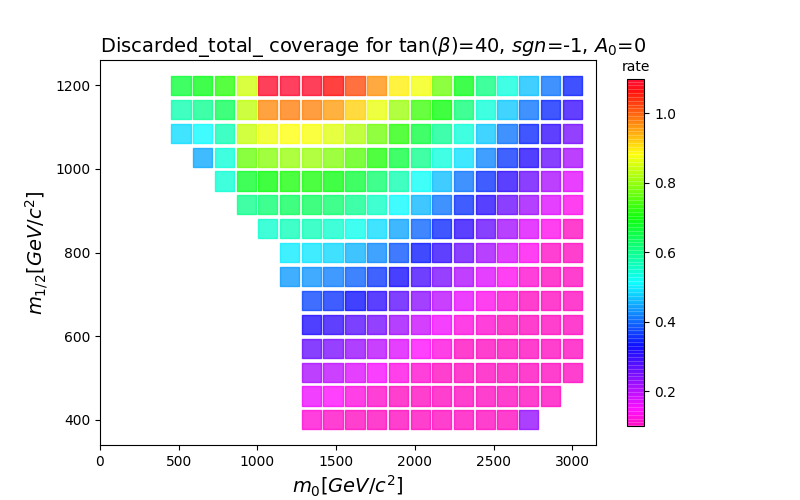 Discarded_total_ coverage for tan(β)=40, sgn=-1, A₀=0
rate
1200
1000
800
600
400
m₁/₂[GeV/c²]
0 500 1000 1500 2000 2500 3000
m₀[GeV/c²]
1.0
0.8
0.6
0.4
0.2